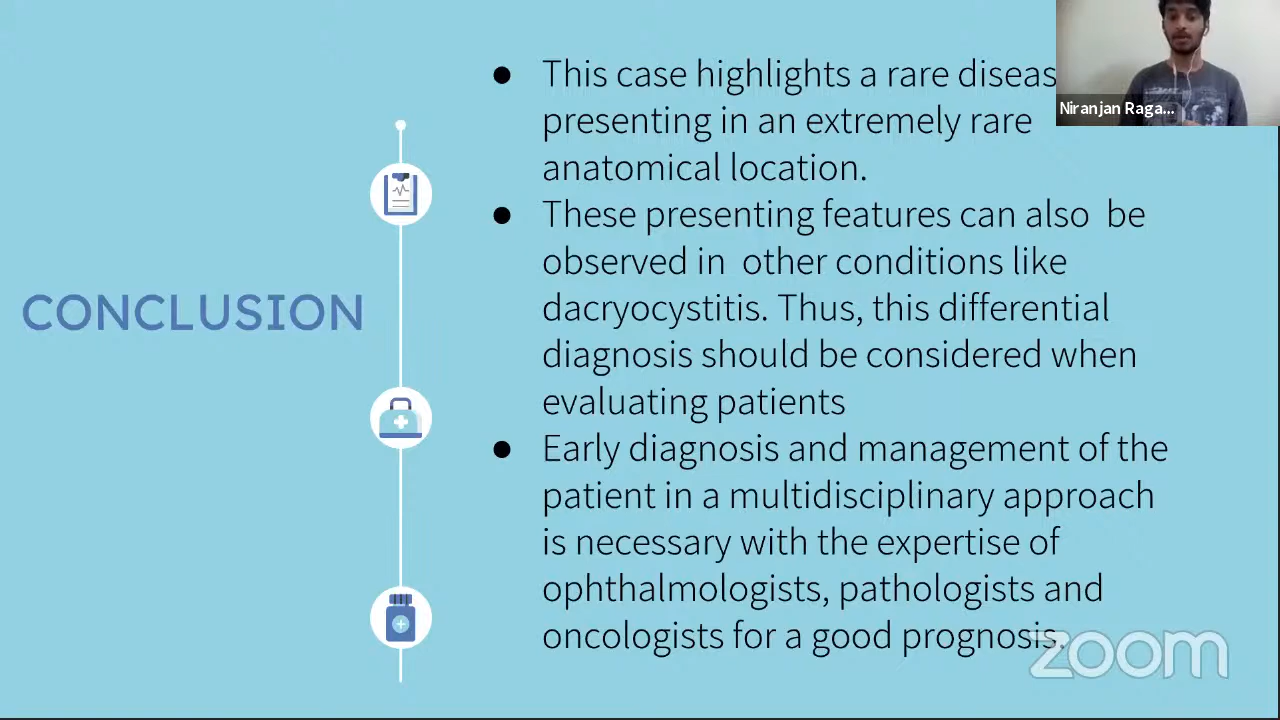 This case highlights a rare diseas
presenting in an extremely rare
anatomical location.
These presenting features can also  be
observed in  other conditions like
dacryocystitis. Thus, this differential
diagnosis should be considered when
evaluating patients
Early diagnosis and management of the
patient in a multidisciplinary approach
is necessary with the expertise of
ophthalmologists, pathologists and
oncologists for a good prognosis.
CONCLUSION
Niranjan Raga...
zoom